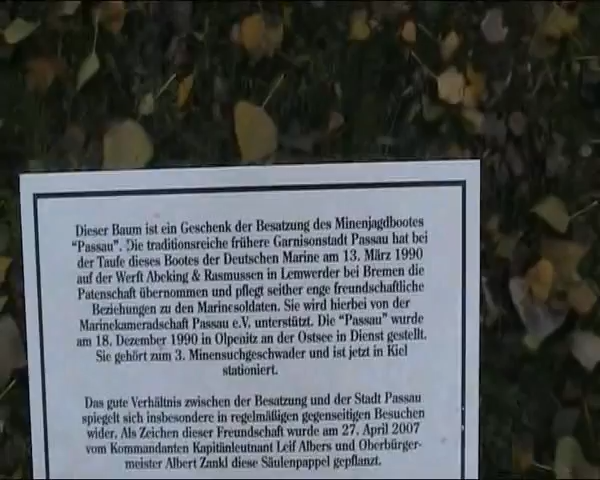 Dieser Baum ist ein Geschenk der Besatzung des Minenjagdbootes
"Passau". Die traditionsreiche frühere Garnisonstadt Passau hat bei
der Taufe dieses Bootes der Deutschen Marine am 13. März 1990
auf der Werft Abeking & Rasmussen in Lemwerder bei Bremen die
Patenschaft übernommen und pflegt seither enge freundschaftliche
Beziehungen zu den Marinesoldaten. Sie wird hierbei von der
Marinekameradschaft Passau e.V. unterstützt. Die "Passau" wurde
am 18. Dezember 1990 in Olpenitz an der Ostsee in Dienst gestellt.
Sie gehört zum 3. Minensuchgeschwader und ist jetzt in Kiel
stationiert.
Das gute Verhältnis zwischen der Besatzung und der Stadt Passau
spiegelt sich insbesondere in regelmäßigen gegenseitigen Besuchen
wider. Als Zeichen dieser Freundschaft wurde am 27. April 2007
vom Kommandanten Kapitänleutnant Leif Albers und Oberbürger-
meister Albert Zankl diese Säulenpappel gepflanzt.